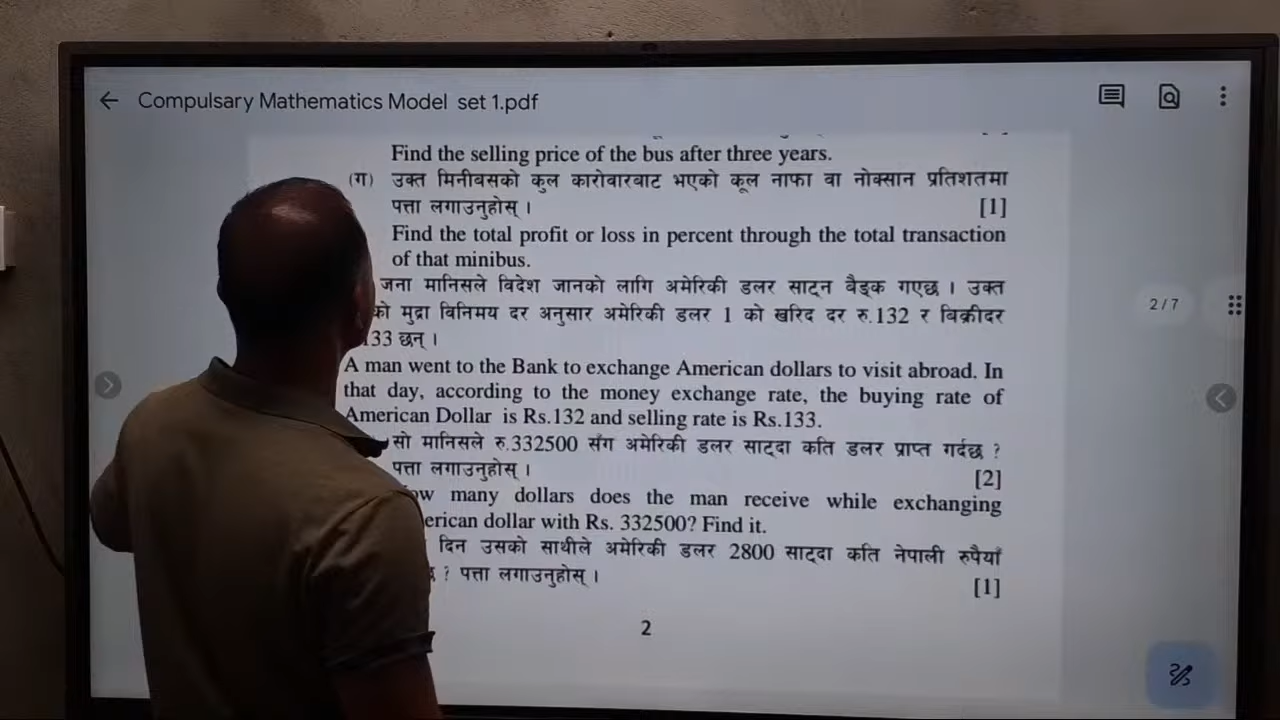 Compulsary Mathematics Model set 1.pdf
Find the selling price of the bus after three years.
(ग) उक्त मिनीबसको कुल कारोवारबाट भएको कूल नाफा वा नोक्सान प्रतिशतमा
पत्ता लगाउनुहोस् । [1]
Find the total profit or loss in percent through the total transaction
of that minibus.
जना मानिसले विदेश जानको लागि अमेरिकी डलर साट्न बैङ्क गएछ । उक्त
को मुद्रा विनिमय दर अनुसार अमेरिकी डलर 1 को खरिद दर रु.132 र बिक्रीदर
33 छन् ।
A man went to the Bank to exchange American dollars to visit abroad. In
that day, according to the money exchange rate, the buying rate of
American Dollar is Rs.132 and selling rate is Rs.133.
सो मानिसले रु.332500 सँग अमेरिकी डलर साट्दा कति डलर प्राप्त गर्दछ ?
पत्ता लगाउनुहोस् । [2]
many dollars does the man receive while exchanging
dollar with Rs. 332500? Find it.
दिन उसको साथीले अमेरिकी डलर 2800 साट्दा कति नेपाली रुपैयाँ
? पत्ता लगाउनुहोस् । [1]
2
2/7